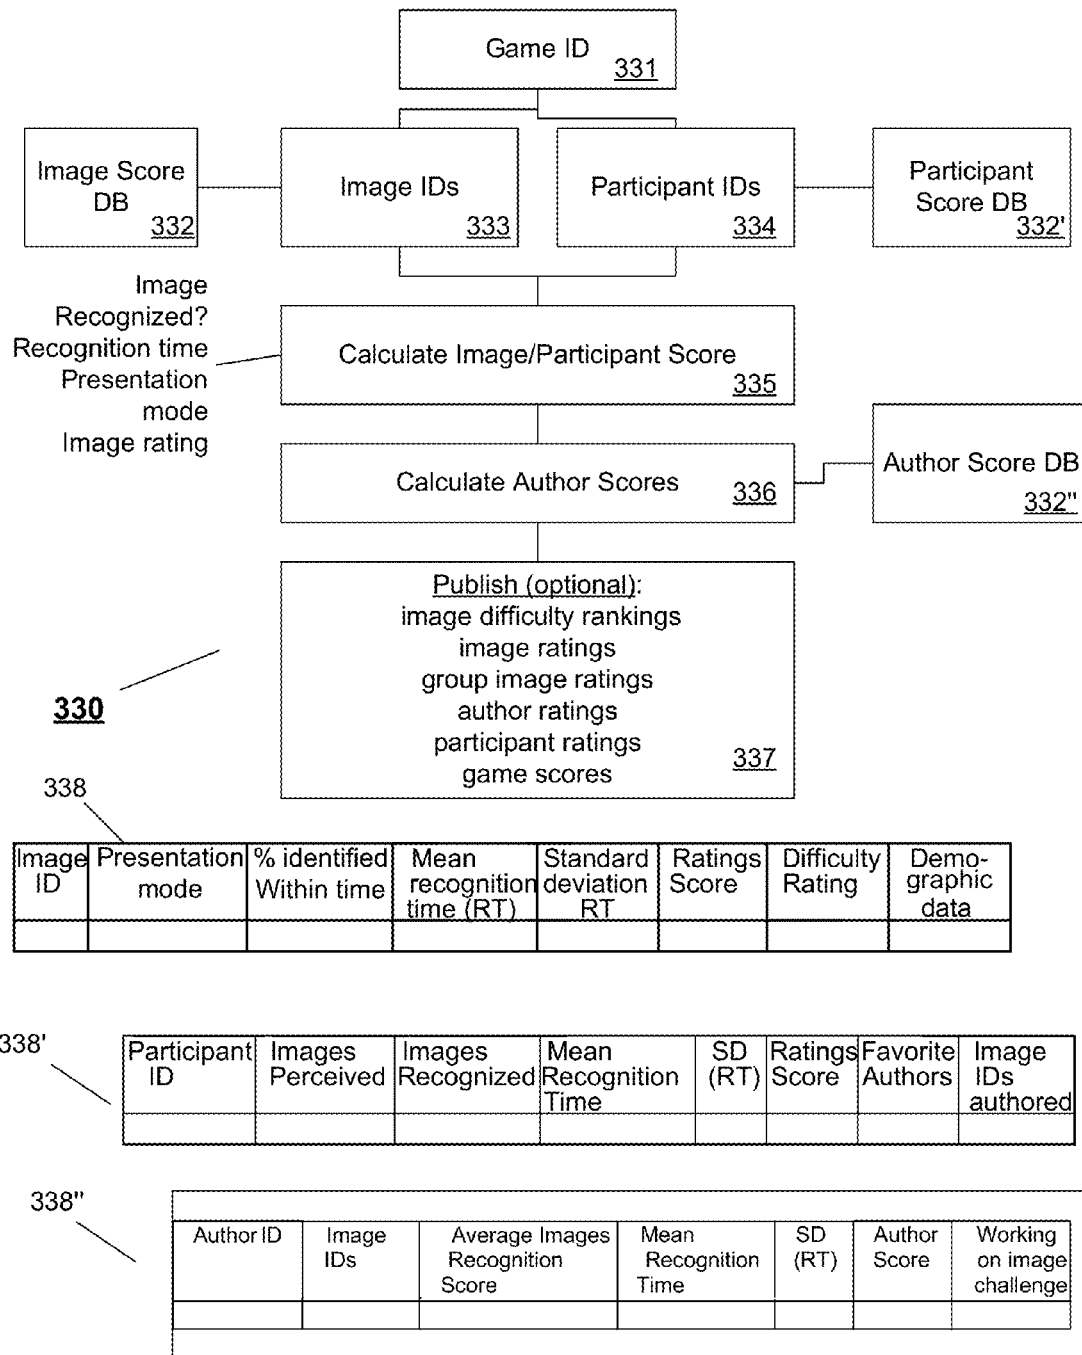 Game ID
331
Image Score
DB
332
Image IDs
333
Participant IDs
334
Participant
Score DB
332'
Image
Recognized?
Recognition time
Presentation
mode
Image rating
Calculate Image/Participant Score
335
Calculate Author Scores
336
Author Score DB
332"
Publish (optional):
image difficulty rankings
image ratings
group image ratings
author ratings
participant ratings
game scores
337
330
338
Image
ID
Presentation
mode
% identified
Within time
Mean
recognition
time (RT)
Standard
deviation
RT
Ratings
Score
Difficulty
Rating
Demo-
graphic
data
338'
Participant
ID
Images
Perceived
Images
Recognized
Mean
Recognition
Time
SD
(RT)
Ratings
Score
Favorite
Authors
Image
IDs
authored
338"
Author ID
Image
IDs
Average Images
Recognition
Score
Mean
Recognition
Time
SD
(RT)
Author
Score
Working
on image
challenge